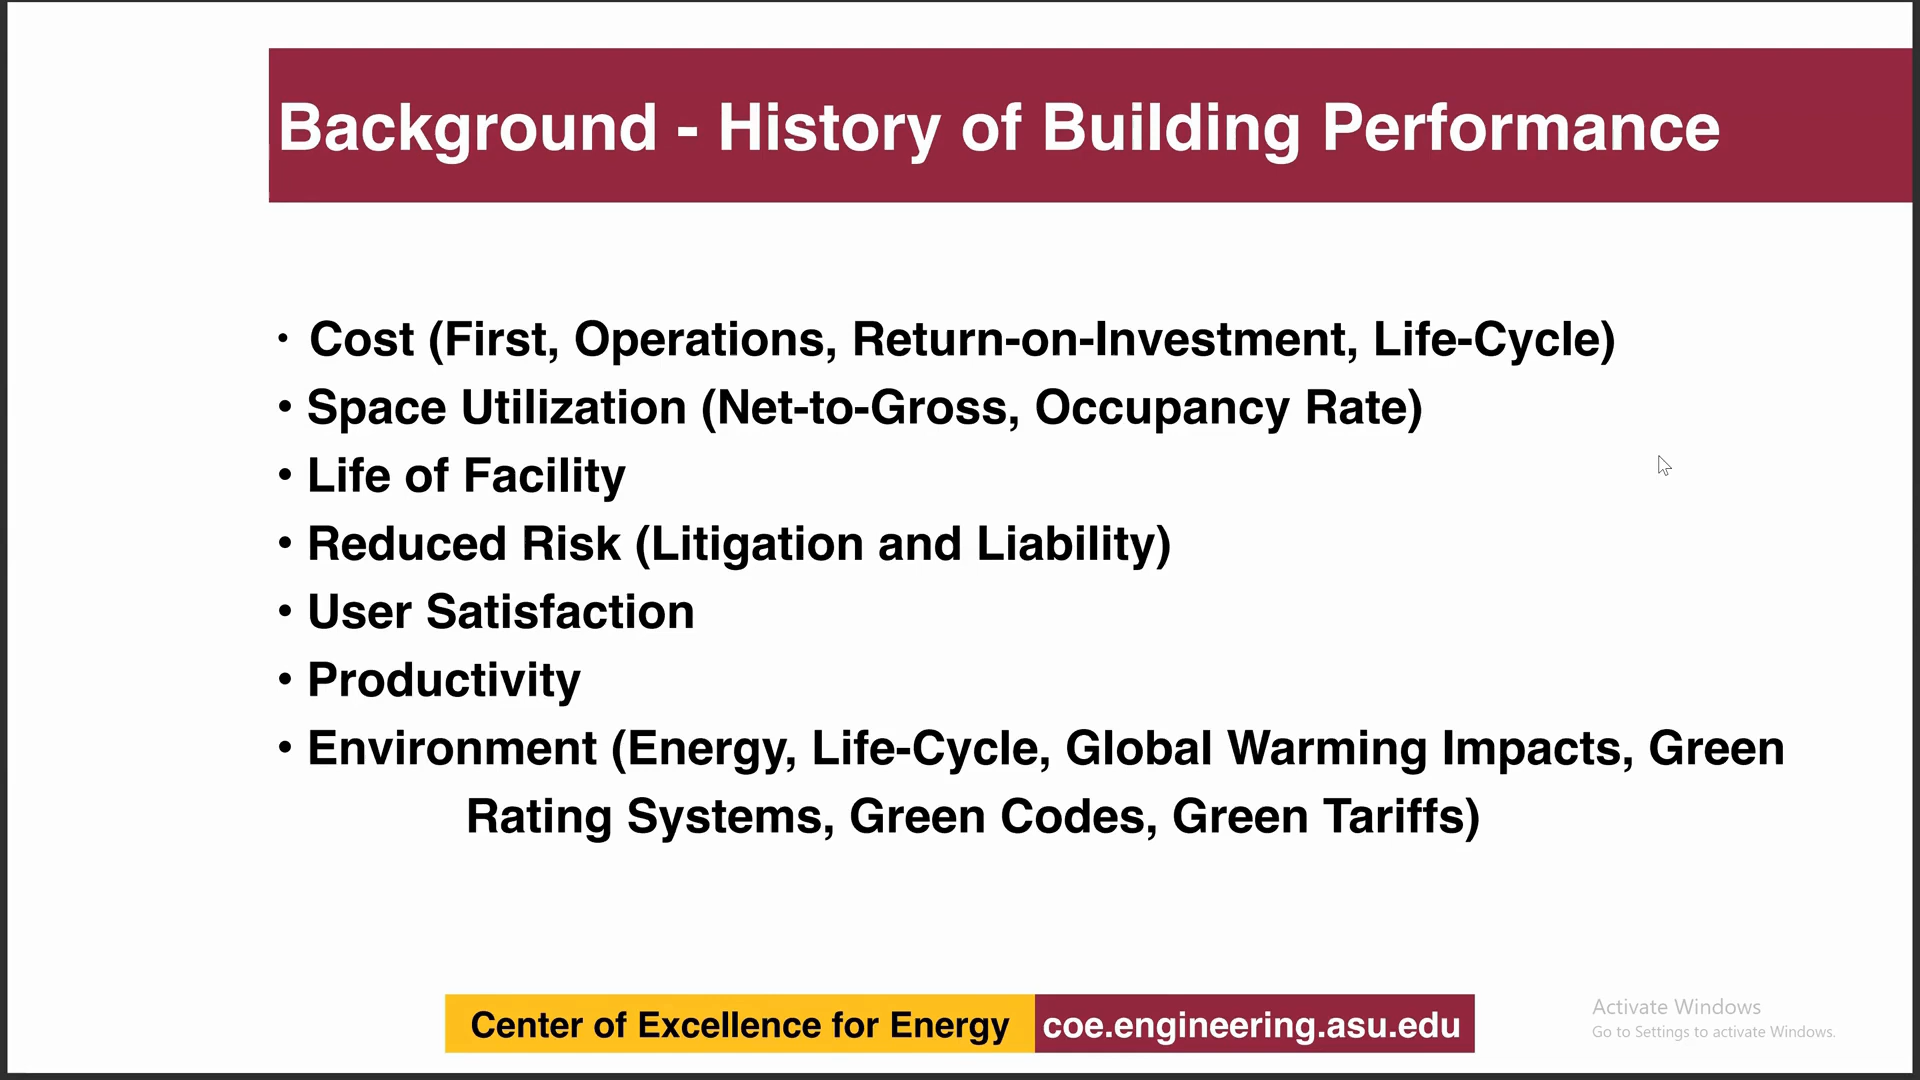 Background - History of Building Performance
• Cost (First, Operations, Return-on-Investment, Life-Cycle)
• Space Utilization (Net-to-Gross, Occupancy Rate)
• Life of Facility
• Reduced Risk (Litigation and Liability)
• User Satisfaction
• Productivity
• Environment (Energy, Life-Cycle, Global Warming Impacts, Green
Rating Systems, Green Codes, Green Tariffs)
Center of Excellence for Energy coe.engineering.asu.edu
Activate Windows
Go to Settings to activate Windows.